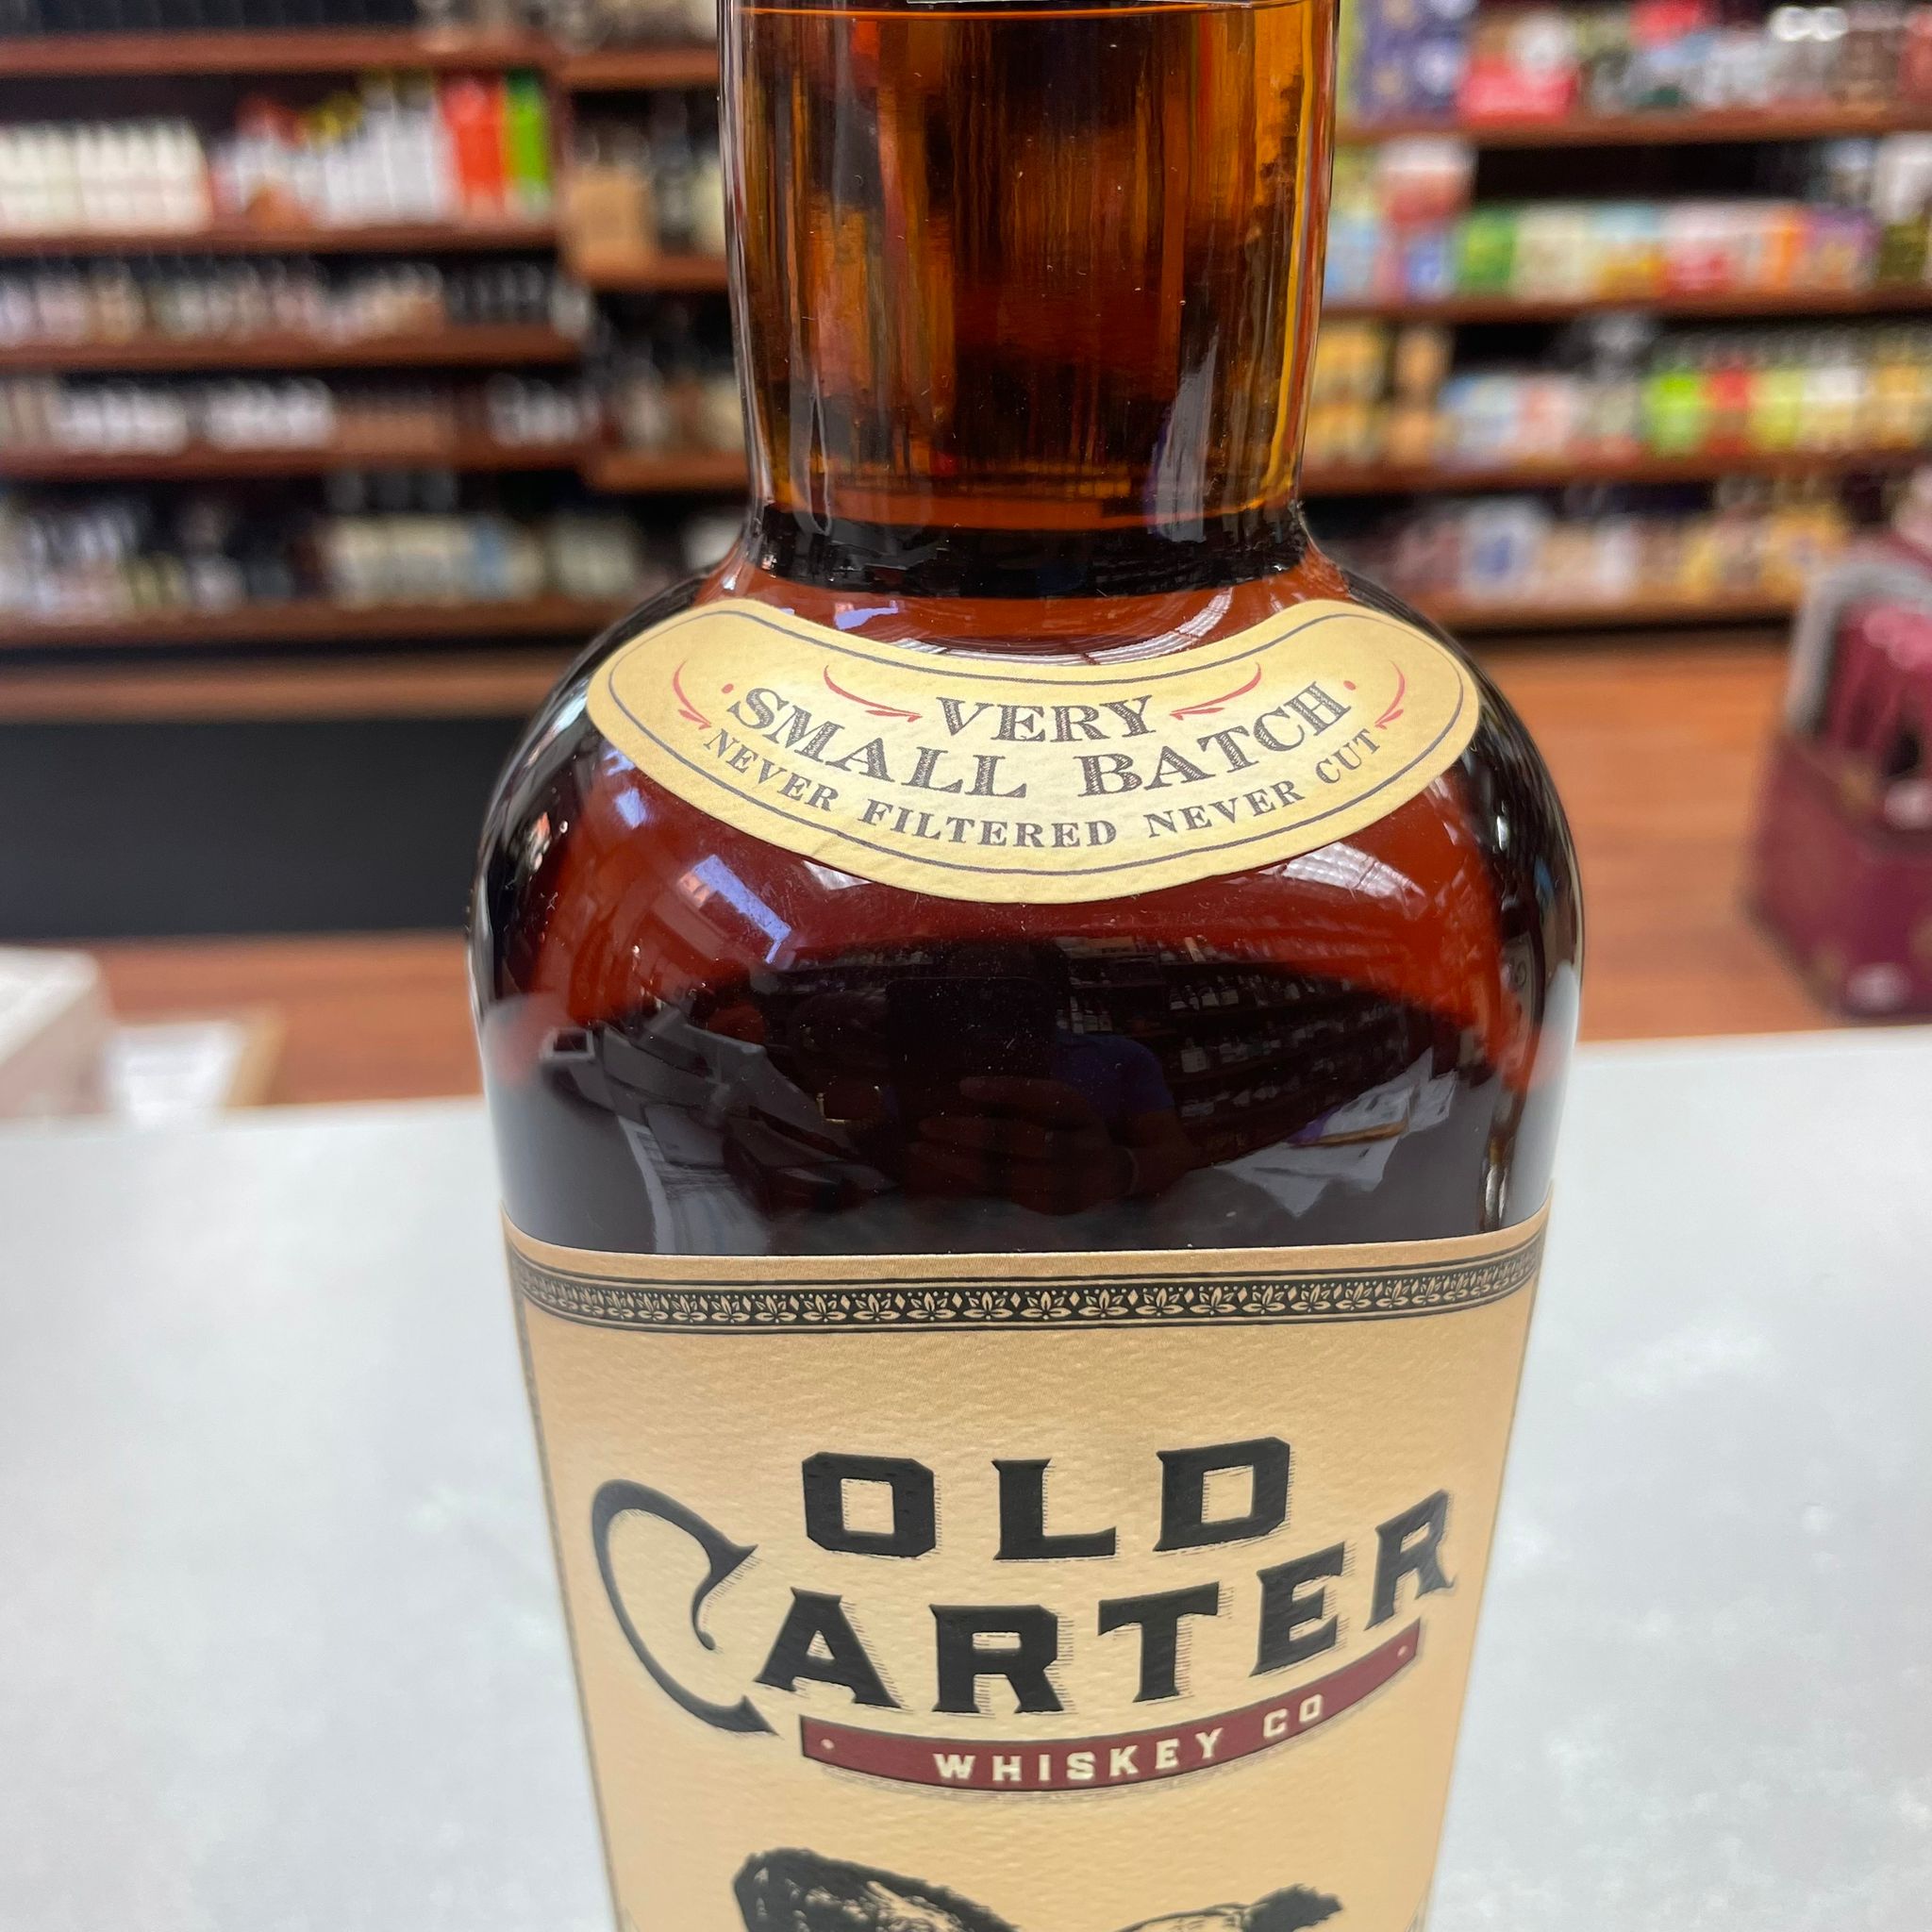 VERY
SMALL BATCH
NEVER FILTERED NEVER CUT
OLD
CARTER
WHISKEY CO